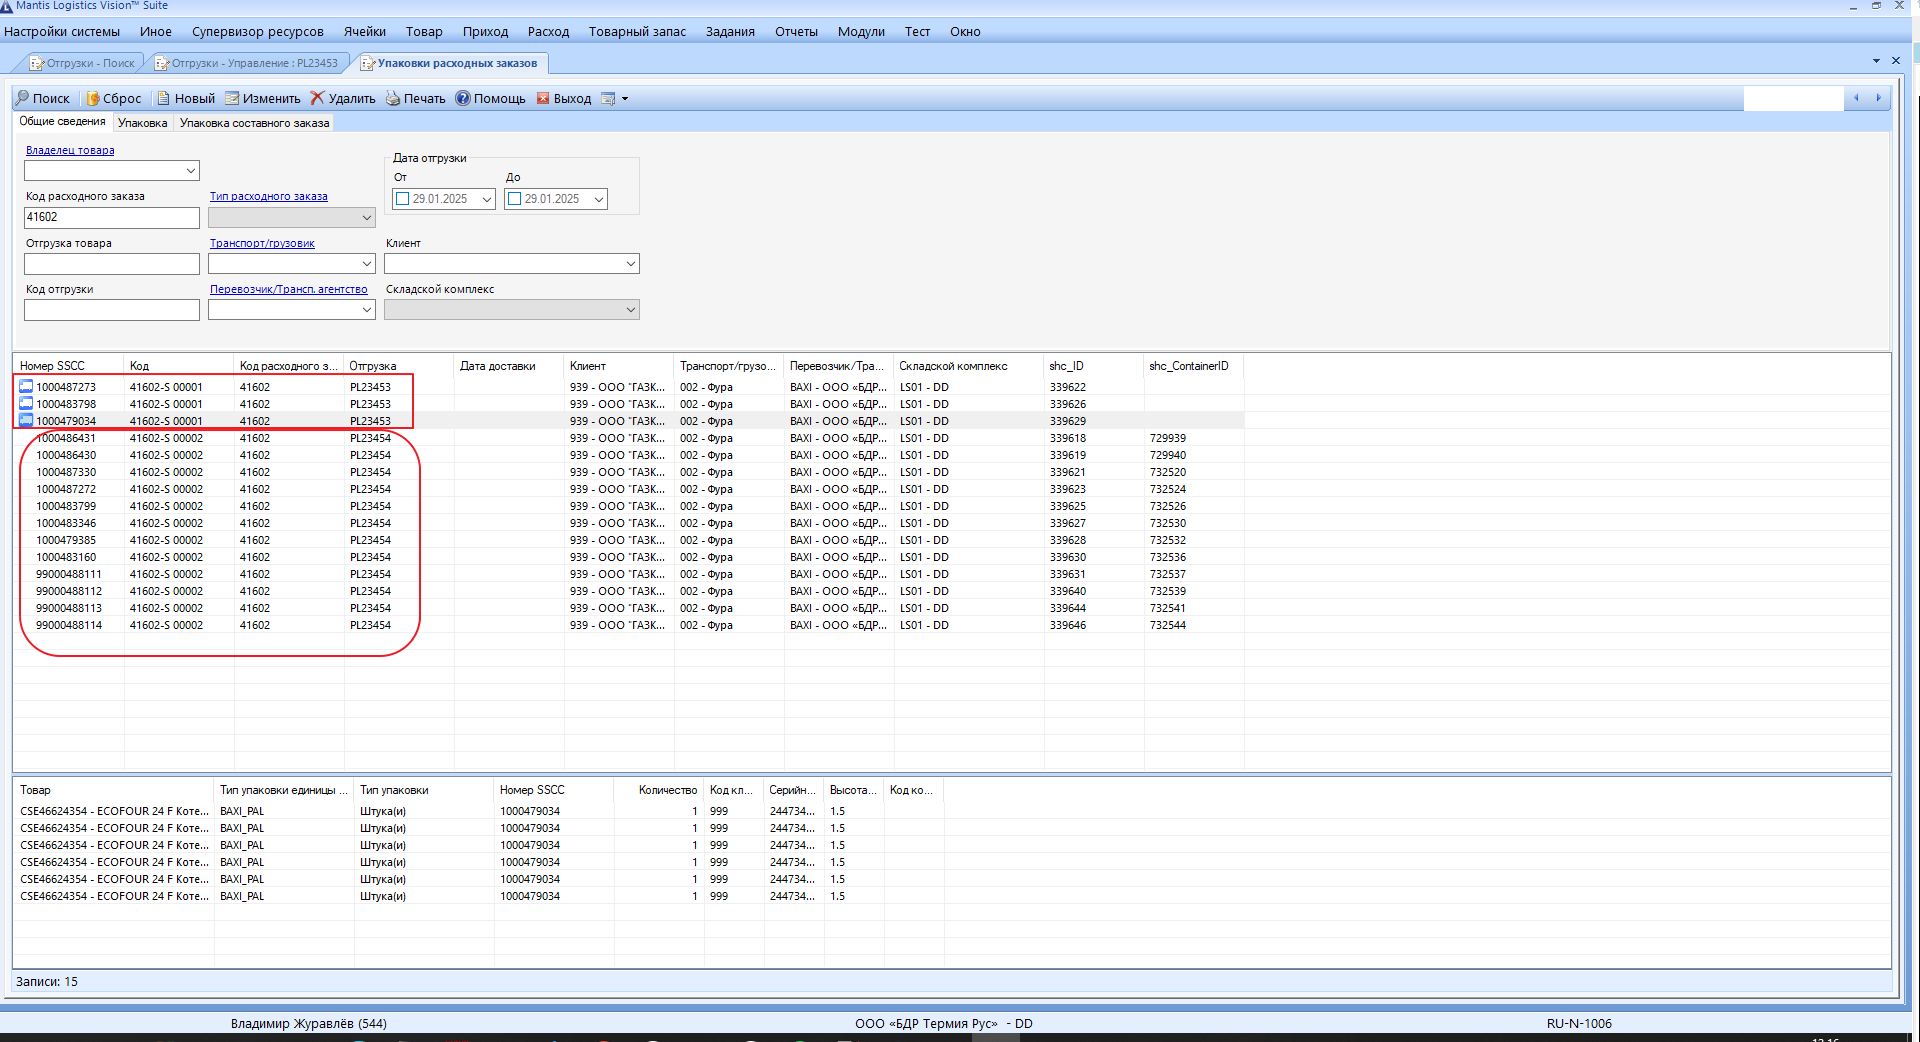 Mantis Logistics Vision™ Suite
Настройки системы Иное Супервизор ресурсов Ячейки Товар Приход Расход Товарный запас Задания Отчеты Модули Тест Окно
Отгрузки - Поиск Отгрузки - Управление : PL23453 Упаковки расходных заказов
Поиск Сброс Новый Изменить Удалить Печать Помощь Выход
Общие сведения Упаковка Упаковка составного заказа
Владелец товара
Дата отгрузки
От До
29.01.2025 29.01.2025
Код расходного заказа Тип расходного заказа
41602
Отгрузка товара Транспорт/грузовик Клиент
Код отгрузки Перевозчик/Трансп. агентство Складской комплекс
Номер SSCC Код Код расходного з... Отгрузка Дата доставки Клиент Транспорт/грузо... Перевозчик/Тра... Складской комплекс shc_ID shc_ContainerID
1000487273 41602-S 00001 41602 PL23453 939 - ООО "ГАЗК... 002 - Фура BAXI - ООО «БДР... LS01 - DD 339622
1000483798 41602-S 00001 41602 PL23453 939 - ООО "ГАЗК... 002 - Фура BAXI - ООО «БДР... LS01 - DD 339626
1000479034 41602-S 00001 41602 PL23453 939 - ООО "ГАЗК... 002 - Фура BAXI - ООО «БДР... LS01 - DD 339629
1000486431 41602-S 00002 41602 PL23454 939 - ООО "ГАЗК... 002 - Фура BAXI - ООО «БДР... LS01 - DD 339618 729939
1000486430 41602-S 00002 41602 PL23454 939 - ООО "ГАЗК... 002 - Фура BAXI - ООО «БДР... LS01 - DD 339619 729940
1000487330 41602-S 00002 41602 PL23454 939 - ООО "ГАЗК... 002 - Фура BAXI - ООО «БДР... LS01 - DD 339621 732520
1000487272 41602-S 00002 41602 PL23454 939 - ООО "ГАЗК... 002 - Фура BAXI - ООО «БДР... LS01 - DD 339623 732524
1000483799 41602-S 00002 41602 PL23454 939 - ООО "ГАЗК... 002 - Фура BAXI - ООО «БДР... LS01 - DD 339625 732526
1000483346 41602-S 00002 41602 PL23454 939 - ООО "ГАЗК... 002 - Фура BAXI - ООО «БДР... LS01 - DD 339627 732530
1000479385 41602-S 00002 41602 PL23454 939 - ООО "ГАЗК... 002 - Фура BAXI - ООО «БДР... LS01 - DD 339628 732532
1000483160 41602-S 00002 41602 PL23454 939 - ООО "ГАЗК... 002 - Фура BAXI - ООО «БДР... LS01 - DD 339630 732536
99000488111 41602-S 00002 41602 PL23454 939 - ООО "ГАЗК... 002 - Фура BAXI - ООО «БДР... LS01 - DD 339631 732537
99000488112 41602-S 00002 41602 PL23454 939 - ООО "ГАЗК... 002 - Фура BAXI - ООО «БДР... LS01 - DD 339640 732539
99000488113 41602-S 00002 41602 PL23454 939 - ООО "ГАЗК... 002 - Фура BAXI - ООО «БДР... LS01 - DD 339644 732541
99000488114 41602-S 00002 41602 PL23454 939 - ООО "ГАЗК... 002 - Фура BAXI - ООО «БДР... LS01 - DD 339646 732544
Товар Тип упаковки единицы ... Тип упаковки Номер SSCC Количество Код кл... Серийн... Высота... Код ко...
CSE46624354 - ECOFOUR 24 F Коте... BAXI_PAL Штука(и) 1000479034 1 999 244734... 1.5
CSE46624354 - ECOFOUR 24 F Коте... BAXI_PAL Штука(и) 1000479034 1 999 244734... 1.5
CSE46624354 - ECOFOUR 24 F Коте... BAXI_PAL Штука(и) 1000479034 1 999 244734... 1.5
CSE46624354 - ECOFOUR 24 F Коте... BAXI_PAL Штука(и) 1000479034 1 999 244734... 1.5
CSE46624354 - ECOFOUR 24 F Коте... BAXI_PAL Штука(и) 1000479034 1 999 244734... 1.5
CSE46624354 - ECOFOUR 24 F Коте... BAXI_PAL Штука(и) 1000479034 1 999 244734... 1.5
Записи: 15
Владимир Журавлёв (544) ООО «БДР Термия Рус» - DD RU-N-1006